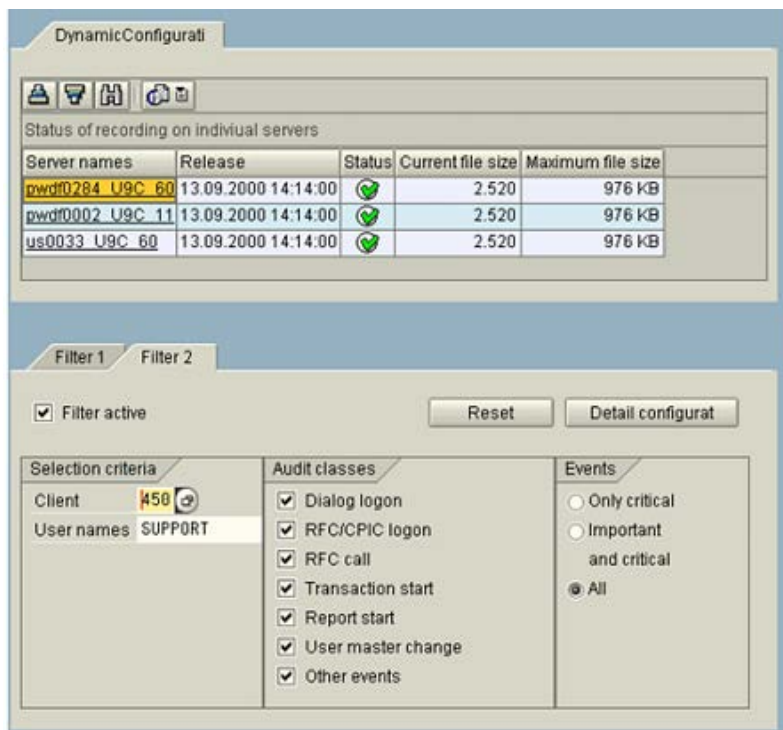 DynamicConfigurati
Status of recording on indiviual servers
Server names Release Status Current file size Maximum file size
pwdf0284_U9C_60 13.09.2000 14:14:00 2.520 976 KB
pwdf0002_U9C_11 13.09.2000 14:14:00 2.520 976 KB
us0033_U9C_60 13.09.2000 14:14:00 2.520 976 KB
Filter 1 Filter 2
Filter active Reset Detail configurat
Selection criteria Audit classes Events
Client 450 Dialog logon Only critical
User names SUPPORT RFC/CPIC logon Important
RFC call and critical
Transaction start All
Report start
User master change
Other events